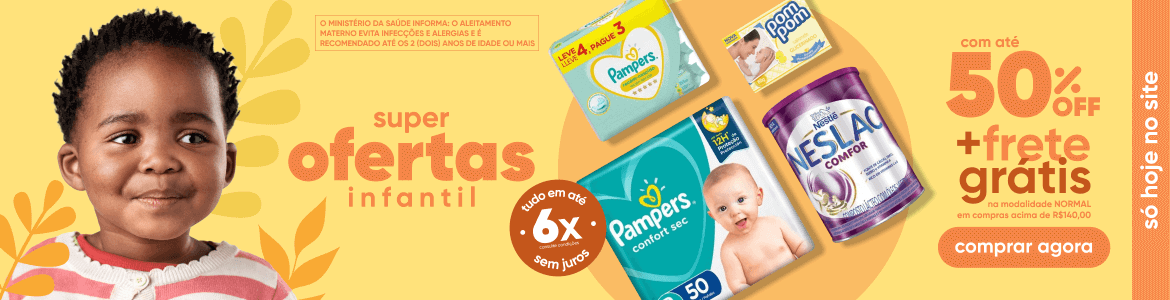 O MINISTÉRIO DA SAÚDE INFORMA: O ALEITAMENTO
MATERNO EVITA INFECÇÕES E ALERGIAS E É
RECOMENDADO ATÉ OS 2 (DOIS) ANOS DE IDADE OU MAIS
super
ofertas
infantil
tudo em até
6x
sem juros
LEVE 4, PAGUE 3
LLEVE
Pampers
pom
pom
Nestlé
NESLAC
COMFOR
12H
Pampers
confort sec
50
com até
50% OFF
+frete
grátis
na modalidade NORMAL
em compras acima de R$140,00
comprar agora
só hoje no site